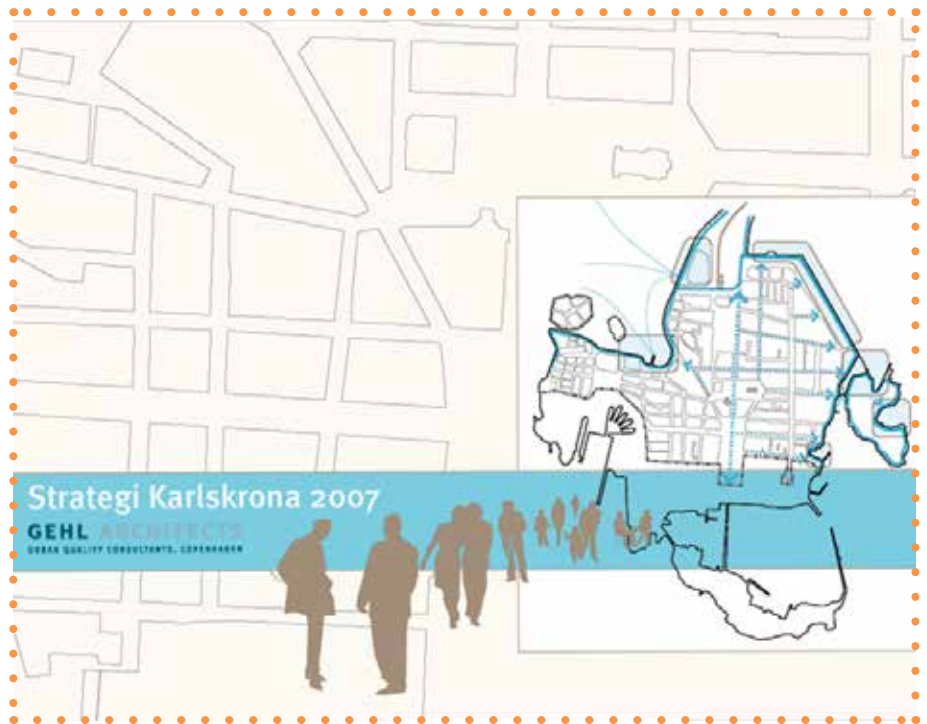 Strategi Karlskrona 2007
GEHL ARCHITECTS
URBAN QUALITY CONSULTANTS, COPENHAGEN